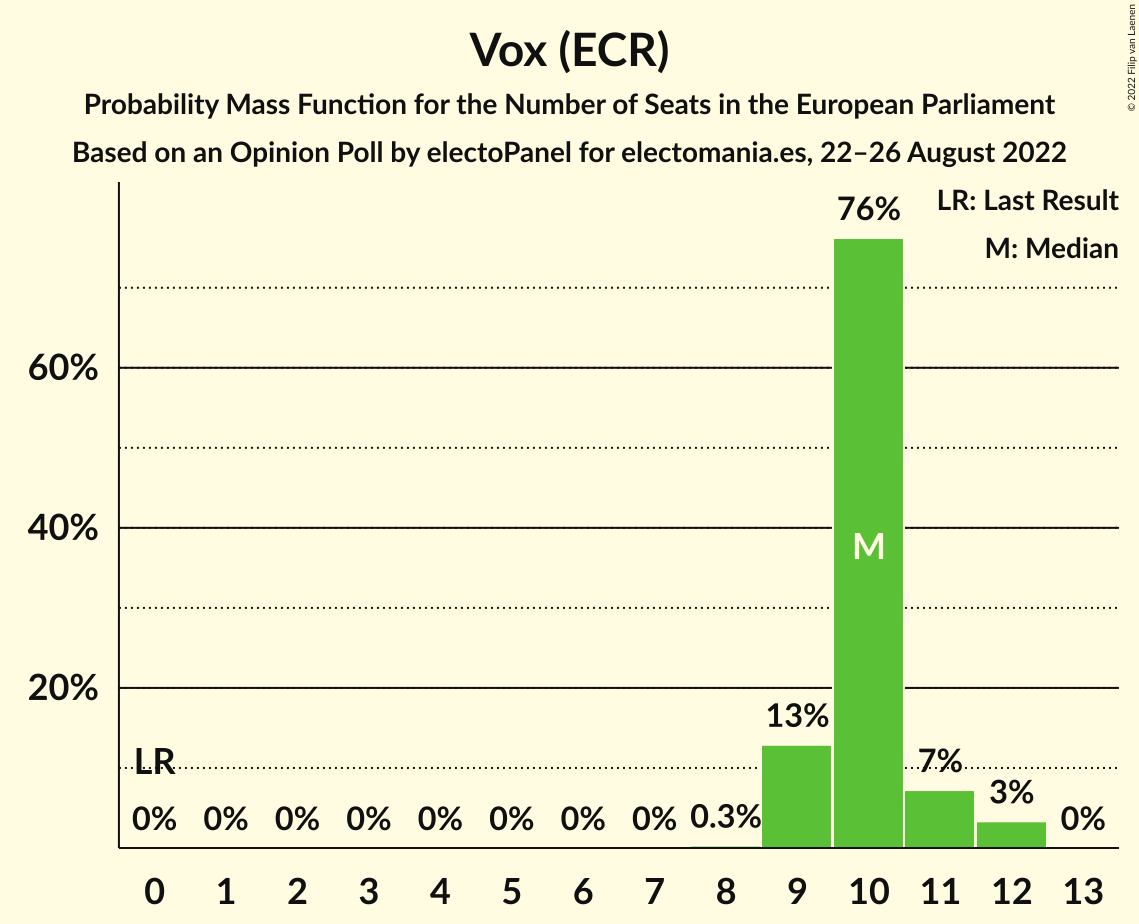 Vox (ECR)
Probability Mass Function for the Number of Seats in the European Parliament
Based on an Opinion Poll by electoPanel for electomania.es, 22–26 August 2022
© 2022 Filip van Laenen
LR: Last Result
M: Median
76%
60%
40%
M
20%
13%
LR
7%
3%
0% 0% 0% 0% 0% 0% 0% 0% 0.3% 0%
0 1 2 3 4 5 6 7 8 9 10 11 12 13